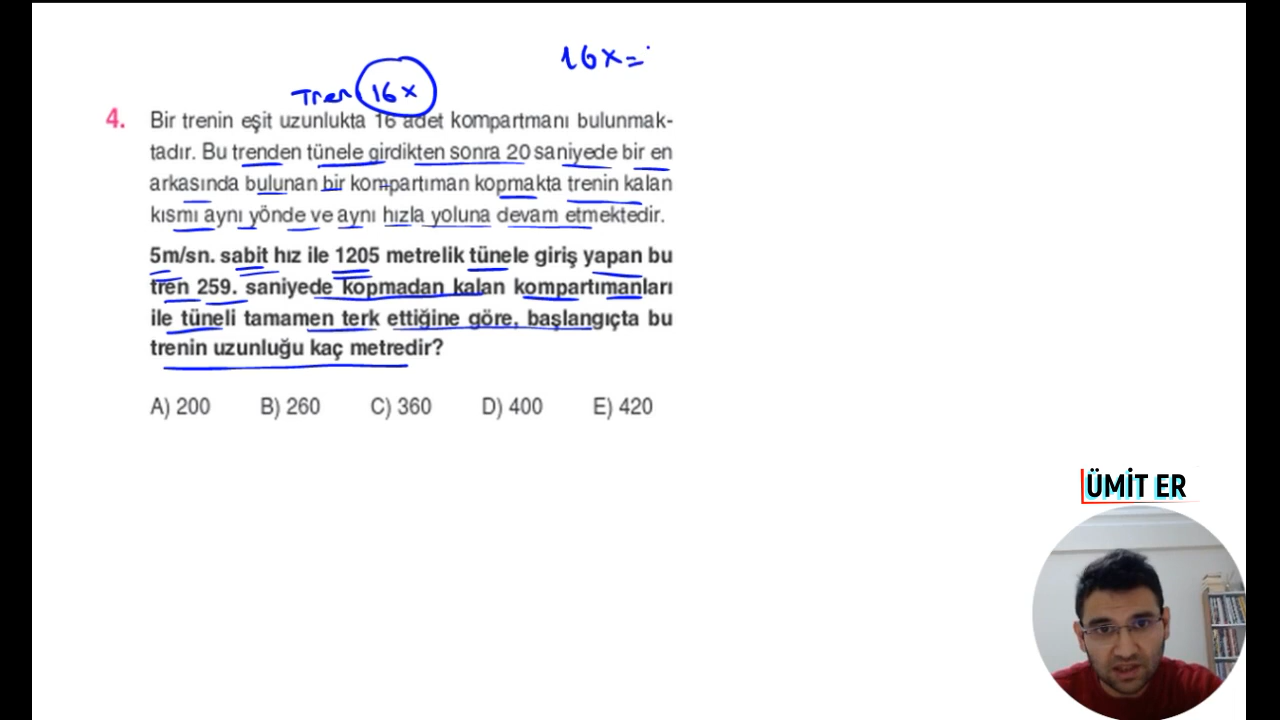 16x=
Tren 16x
4. Bir trenin eşit uzunlukta 16 adet kompartmanı bulunmak-
tadır. Bu trenden tünele girdikten sonra 20 saniyede bir en
arkasında bulunan bir kompartıman kopmakta trenin kalan
kısmı aynı yönde ve aynı hızla yoluna devam etmektedir.
5m/sn. sabit hız ile 1205 metrelik tünele giriş yapan bu
tren 259. saniyede kopmadan kalan kompartımanları
ile tüneli tamamen terk ettiğine göre, başlangıçta bu
trenin uzunluğu kaç metredir?
A) 200 B) 260 C) 360 D) 400 E) 420
ÜMİT ER